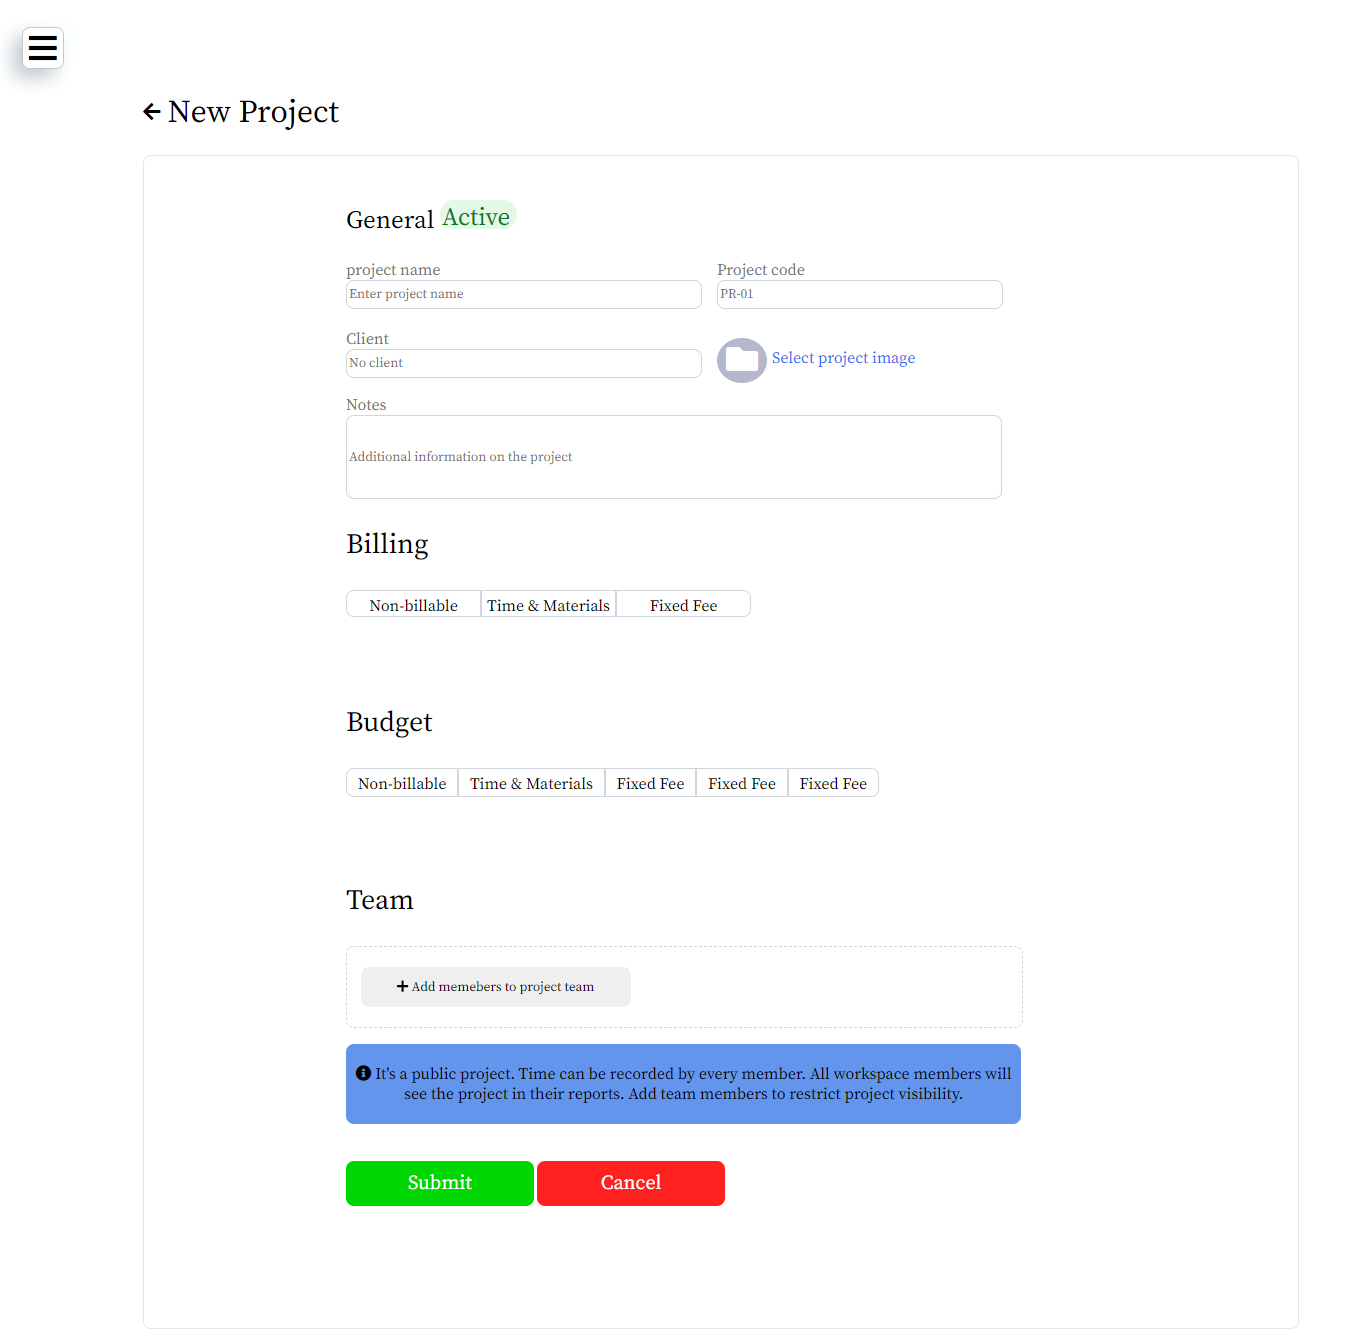 New Project
General Active
project name Project code
Enter project name PR-01
Client
No client Select project image
Notes
Additional information on the project
Billing
Non-billable Time & Materials Fixed Fee
Budget
Non-billable Time & Materials Fixed Fee Fixed Fee Fixed Fee
Team
Add memebers to project team
It's a public project. Time can be recorded by every member. All workspace members will
see the project in their reports. Add team members to restrict project visibility.
Submit Cancel